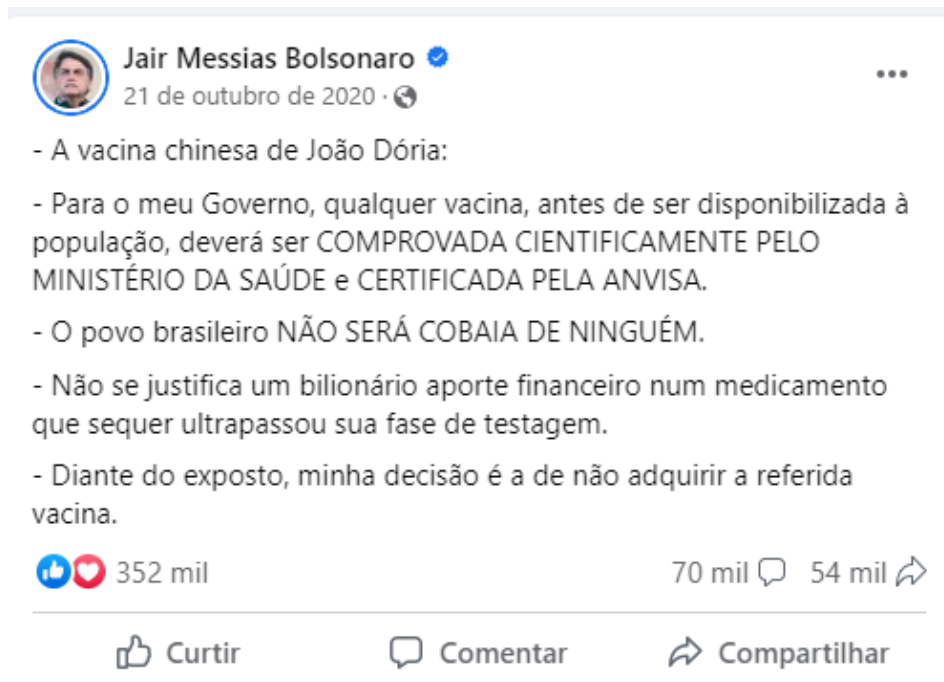 Jair Messias Bolsonaro
21 de outubro de 2020 ·
- A vacina chinesa de João Dória:
- Para o meu Governo, qualquer vacina, antes de ser disponibilizada à
população, deverá ser COMPROVADA CIENTIFICAMENTE PELO
MINISTÉRIO DA SAÚDE e CERTIFICADA PELA ANVISA.
- O povo brasileiro NÃO SERÁ COBAIA DE NINGUÉM.
- Não se justifica um bilionário aporte financeiro num medicamento
que sequer ultrapassou sua fase de testagem.
- Diante do exposto, minha decisão é a de não adquirir a referida
vacina.
352 mil 70 mil 54 mil
Curtir Comentar Compartilhar